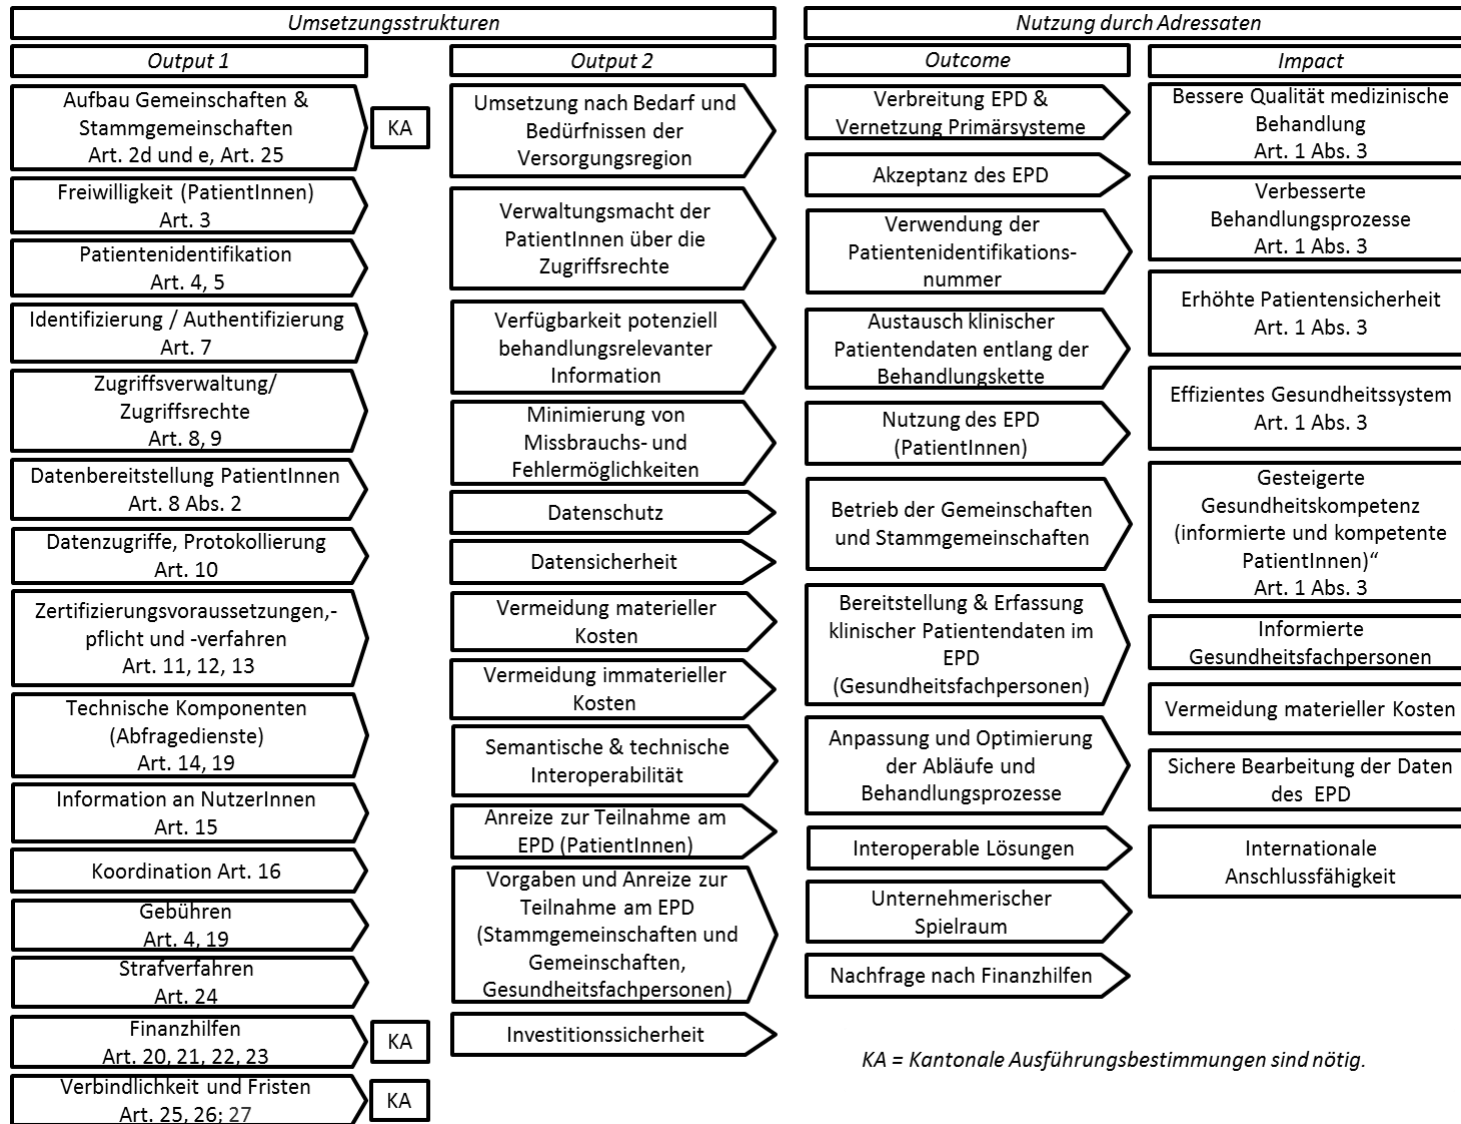 Umsetzungsstrukturen
Output 1
Aufbau Gemeinschaften &
Stammgemeinschaften
Art. 2d und e, Art. 25
KA
Freiwilligkeit (PatientInnen)
Art. 3
Patientenidentifikation
Art. 4, 5
Identifizierung / Authentifizierung
Art. 7
Zugriffsverwaltung/
Zugriffsrechte
Art. 8, 9
Datenbereitstellung PatientInnen
Art. 8 Abs. 2
Datenzugriffe, Protokollierung
Art. 10
Zertifizierungsvoraussetzungen,-
pflicht und -verfahren
Art. 11, 12, 13
Technische Komponenten
(Abfragedienste)
Art. 14, 19
Information an NutzerInnen
Art. 15
Koordination Art. 16
Gebühren
Art. 4, 19
Strafverfahren
Art. 24
Finanzhilfen
Art. 20, 21, 22, 23
KA
Verbindlichkeit und Fristen
Art. 25, 26; 27
KA
Output 2
Umsetzung nach Bedarf und
Bedürfnissen der
Versorgungsregion
Verwaltungsmacht der
PatientInnen über die
Zugriffsrechte
Verfügbarkeit potenziell
behandlungsrelevanter
Information
Minimierung von
Missbrauchs- und
Fehlermöglichkeiten
Datenschutz
Datensicherheit
Vermeidung materieller
Kosten
Vermeidung immaterieller
Kosten
Semantische & technische
Interoperabilität
Anreize zur Teilnahme am
EPD (PatientInnen)
Vorgaben und Anreize zur
Teilnahme am EPD
(Stammgemeinschaften und
Gemeinschaften,
Gesundheitsfachpersonen)
Investitionssicherheit
Nutzung durch Adressaten
Outcome
Verbreitung EPD &
Vernetzung Primärsysteme
Akzeptanz des EPD
Verwendung der
Patientenidentifikations-
nummer
Austausch klinischer
Patientendaten entlang der
Behandlungskette
Nutzung des EPD
(PatientInnen)
Betrieb der Gemeinschaften
und Stammgemeinschaften
Bereitstellung & Erfassung
klinischer Patientendaten im
EPD
(Gesundheitsfachpersonen)
Anpassung und Optimierung
der Abläufe und
Behandlungsprozesse
Interoperable Lösungen
Unternehmerischer
Spielraum
Nachfrage nach Finanzhilfen
Impact
Bessere Qualität medizinische
Behandlung
Art. 1 Abs. 3
Verbesserte
Behandlungsprozesse
Art. 1 Abs. 3
Erhöhte Patientensicherheit
Art. 1 Abs. 3
Effizientes Gesundheitssystem
Art. 1 Abs. 3
Gesteigerte
Gesundheitskompetenz
(informierte und kompetente
PatientInnen)“
Art. 1 Abs. 3
Informierte
Gesundheitsfachpersonen
Vermeidung materieller Kosten
Sichere Bearbeitung der Daten
des EPD
Internationale
Anschlussfähigkeit
KA = Kantonale Ausführungsbestimmungen sind nötig.